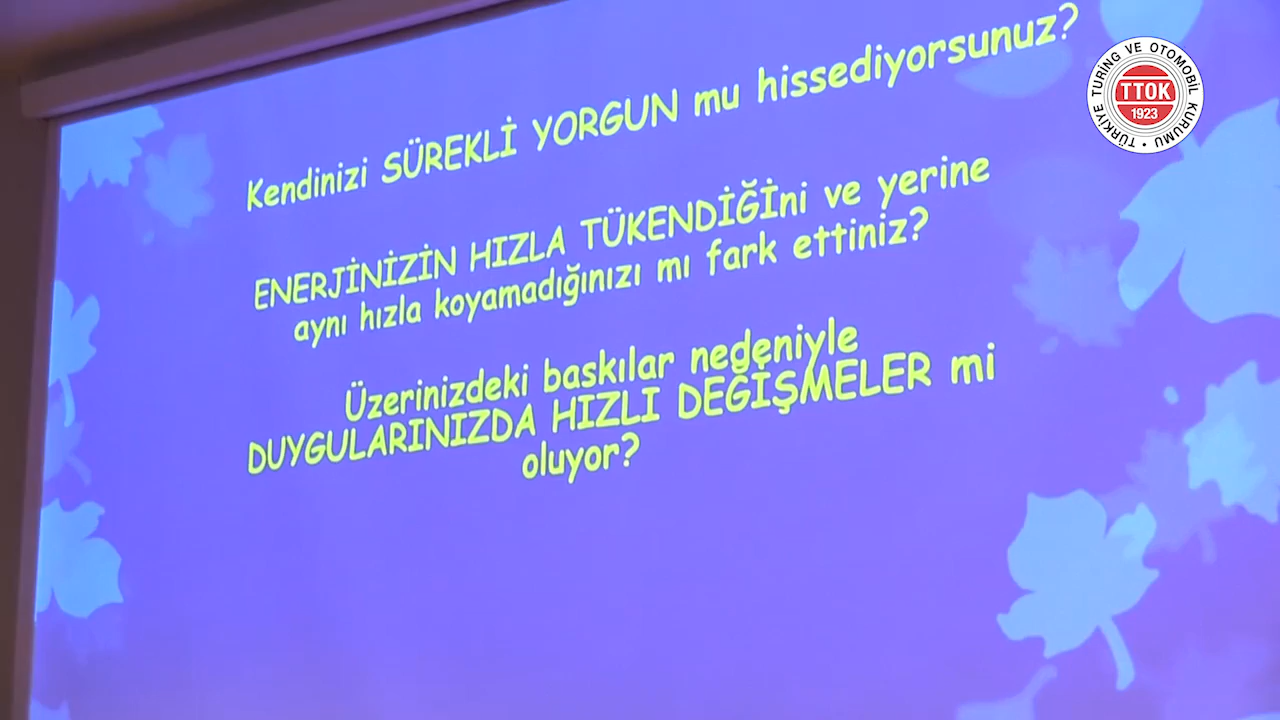 Kendinizi SÜREKLİ YORGUN mu hissediyorsunuz?
ENERJİNİZİN HIZLA TÜKENDİĞİni ve yerine
aynı hızla koyamadığınızı mı fark ettiniz?
Üzerinizdeki baskılar nedeniyle
DUYGULARINIZDA HIZLI DEĞİŞMELER mi
oluyor?
TÜRKİYE TURİNG VE OTOMOBİL KURUMU
TTOK
1923